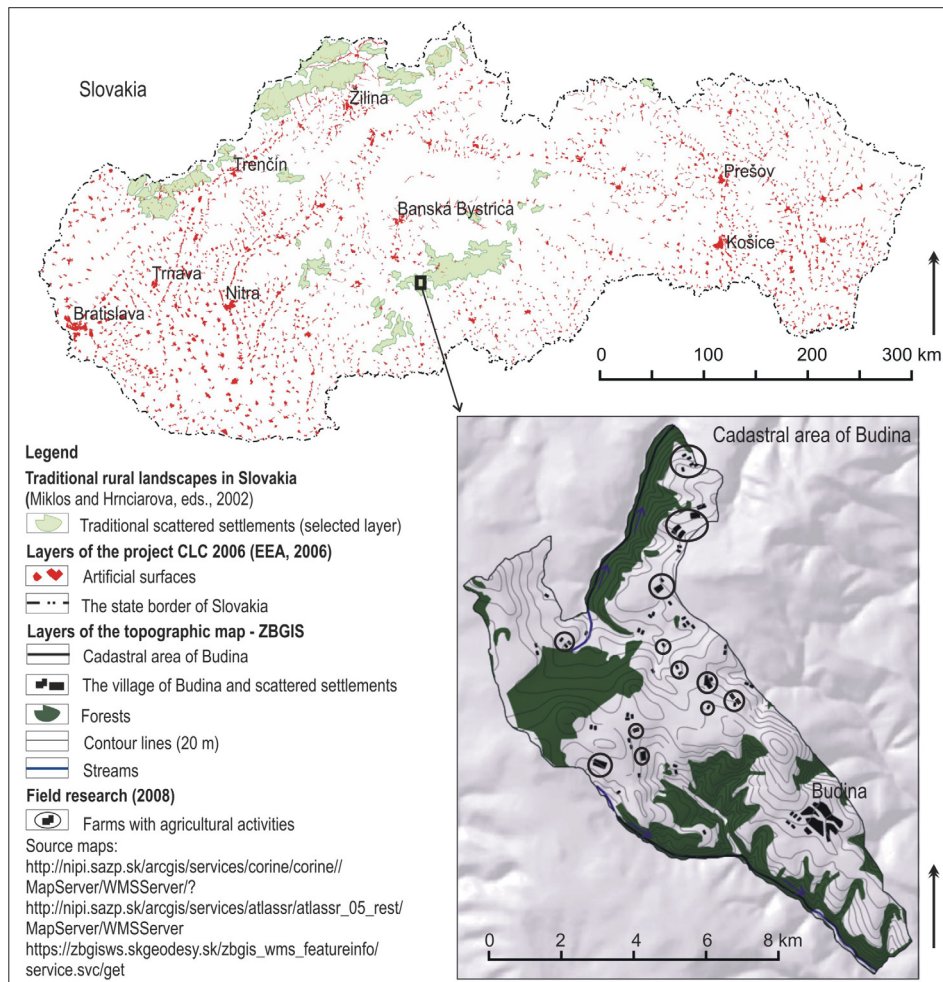 Slovakia
Žilina
Trenčín
Prešov
Banská Bystrica
Košice
Trnava
Nitra
Bratislava
0 100 200 300 km
Legend
Traditional rural landscapes in Slovakia
(Miklos and Hrnciarova, eds., 2002)
Traditional scattered settlements (selected layer)
Layers of the project CLC 2006 (EEA, 2006)
Artificial surfaces
The state border of Slovakia
Layers of the topographic map - ZBGIS
Cadastral area of Budina
The village of Budina and scattered settlements
Forests
Contour lines (20 m)
Streams
Field research (2008)
Farms with agricultural activities
Source maps:
http://nipi.sazp.sk/arcgis/services/corine/corine//
MapServer/WMSServer/?
http://nipi.sazp.sk/arcgis/services/atlassr/atlassr_05_rest/
MapServer/WMSServer
https://zbgisws.skgeodesy.sk/zbgis_wms_featureinfo/
service.svc/get
Cadastral area of Budina
Budina
0 2 4 6 8 km